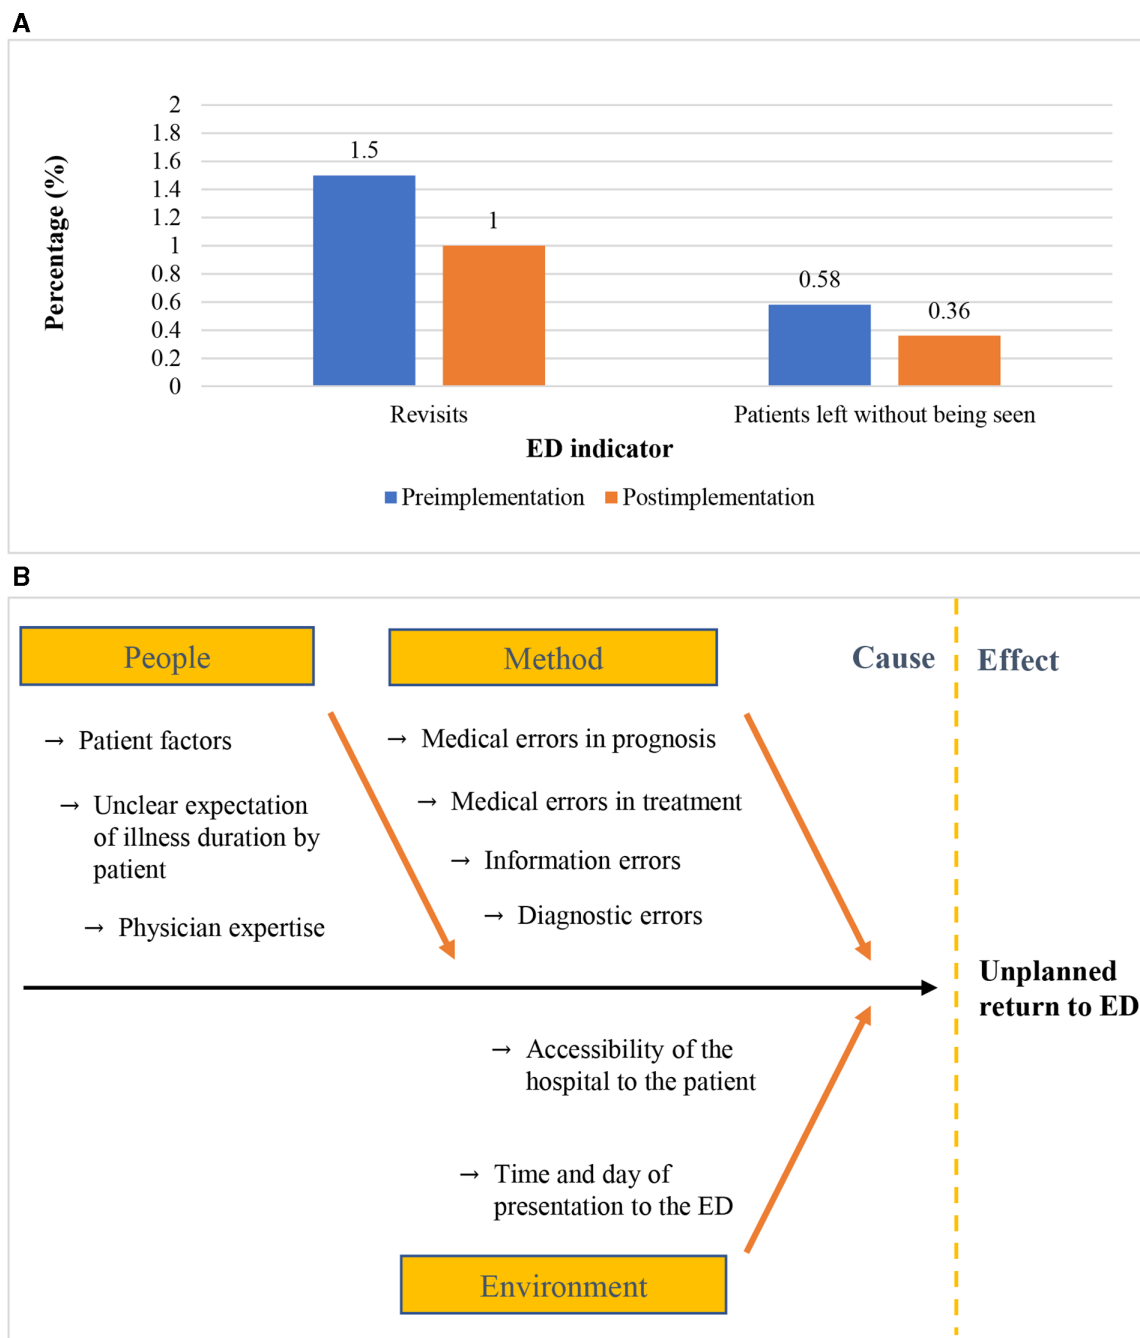 A
Percentage (%)
2
1.8
1.6
1.4
1.2
1
0.8
0.6
0.4
0.2
0
1.5
1
0.58
0.36
Revisits
Patients left without being seen
ED indicator
Preimplementation
Postimplementation
B
People
Method
Cause
Effect
→ Patient factors
→ Unclear expectation
of illness duration by
patient
→ Physician expertise
→ Medical errors in prognosis
→ Medical errors in treatment
→ Information errors
→ Diagnostic errors
Unplanned
return to ED
→ Accessibility of the
hospital to the patient
→ Time and day of
presentation to the ED
Environment